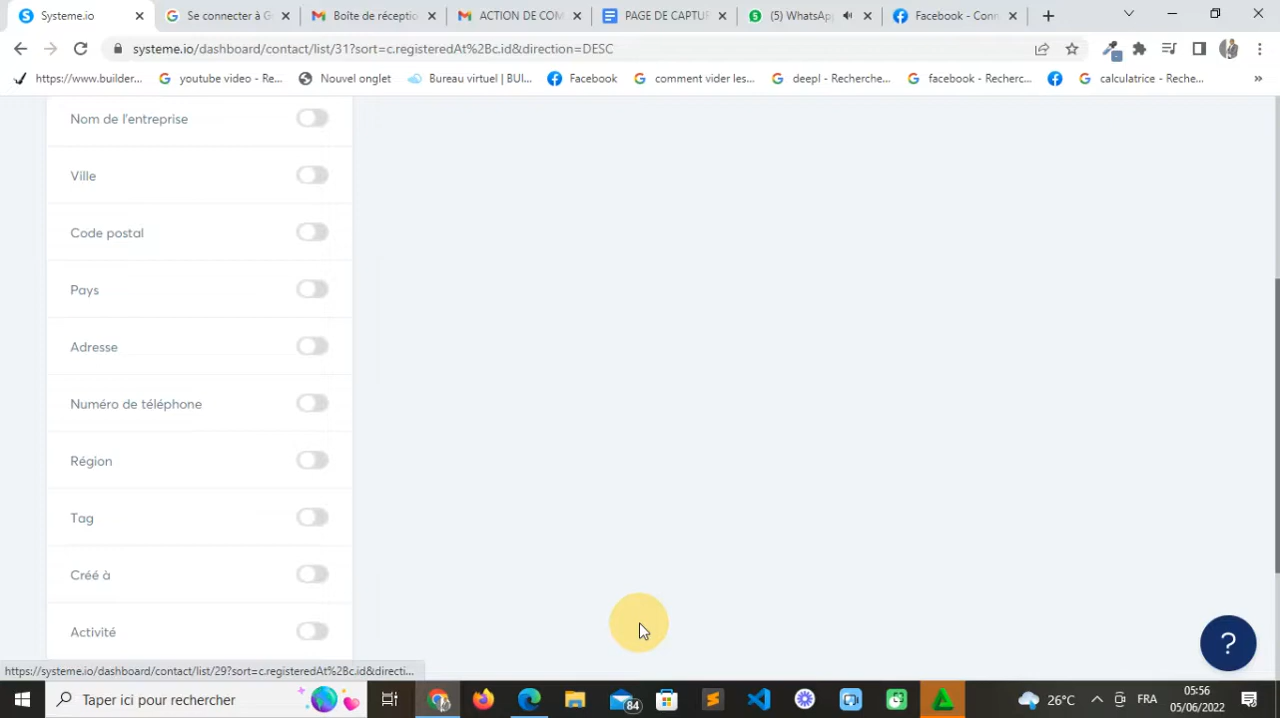 Systeme.io
Se connecter à G
Boîte de réceptio
ACTION DE COM
PAGE DE CAPTUR
(5) WhatsApp
Facebook - Conn
systeme.io/dashboard/contact/list/31?sort=c.registeredAt%2Bc.id&direction=DESC
https://www.builder...
youtube video - Re...
Nouvel onglet
Bureau virtuel | BUI...
Facebook
comment vider les...
deepl - Recherche...
facebook - Recherc...
calculatrice - Reche...
»
Nom de l'entreprise
Ville
Code postal
Pays
Adresse
Numéro de téléphone
Région
Tag
Créé à
Activité
?
https://systeme.io/dashboard/contact/list/29?sort=c.registeredAt%2Bc.id&directi...
Taper ici pour rechercher
84
26°C
FRA
05:56
05/06/2022